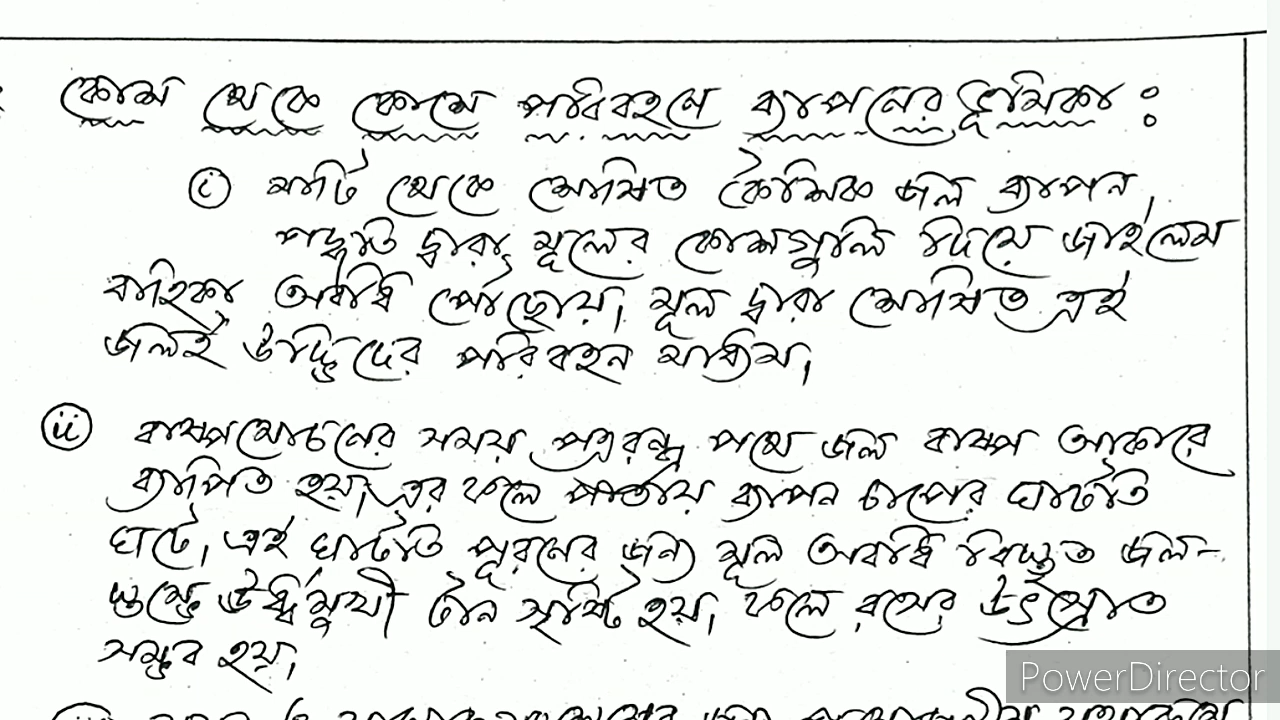 কোষ থেকে কোষে পরিবহনে ব্যাপনের ভূমিকা :
(i) মাটি থেকে শোষিত কৈশিক জল ব্যাপন
পদ্ধতি দ্বারা মূলের কোষগুলি দিয়ে জাইলেম
বাহিকা অবধি পৌঁছোয়। মূল দ্বারা শোষিত এই
জলই উদ্ভিদের পরিবহন মাধ্যম।
(ii) বাষ্পমোচনের সময় পত্ররন্ধ্র পথে জল বাষ্প আকারে
ব্যাপিত হয়। এর ফলে পাতায় ব্যাপন চাপের ঘাটতি
ঘটে। এই ঘাটতি পূরণের জন্য মূল অবধি বিস্তৃত জল-
স্তম্ভে ঊর্ধ্বমুখী টান সৃষ্টি হয়। ফলে রসের উৎস্রোত
সম্ভব হয়।
PowerDirector